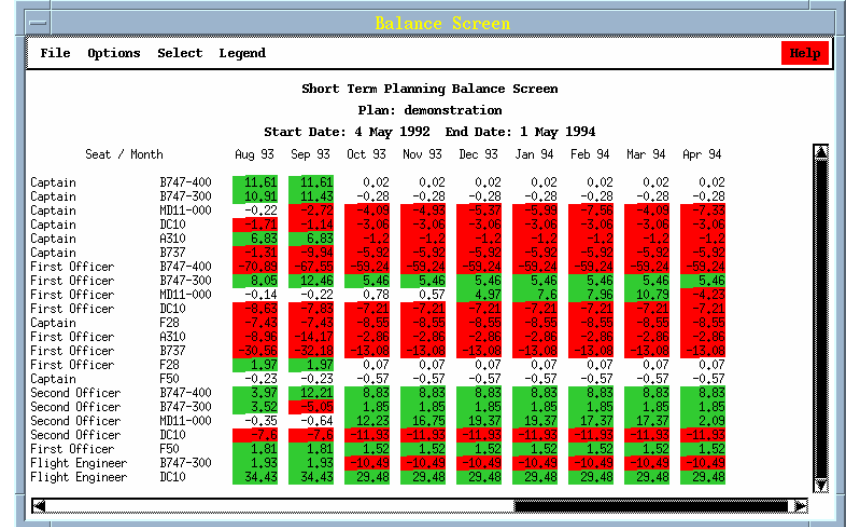 Balance Screen
File Options Select Legend Help
Short Term Planning Balance Screen
Plan: demonstration
Start Date: 4 May 1992 End Date: 1 May 1994
Seat / Month Aug 93 Sep 93 Oct 93 Nov 93 Dec 93 Jan 94 Feb 94 Mar 94 Apr 94
Captain B747-400 11.61 11.61 0.02 0.02 0.02 0.02 0.02 0.02 0.02
Captain B747-300 10.91 11.43 -0.28 -0.28 -0.28 -0.28 -0.28 -0.28 -0.28
Captain MD11-000 -0.22 -2.72 -4.09 -4.93 -5.37 -5.99 -7.56 -4.09 -7.33
Captain DC10 -1.71 -1.14 -3.06 -3.06 -3.06 -3.06 -3.06 -3.06 -3.06
Captain A310 6.83 6.83 -1.2 -1.2 -1.2 -1.2 -1.2 -1.2 -1.2
Captain B737 -1.31 -9.94 -5.92 -5.92 -5.92 -5.92 -5.92 -5.92 -5.92
First Officer B747-400 -70.89 -67.55 -59.24 -59.24 -59.24 -59.24 -59.24 -59.24 -59.24
First Officer B747-300 8.05 12.46 5.46 5.46 5.46 5.46 5.46 5.46 5.46
First Officer MD11-000 -0.14 -0.22 0.78 0.57 4.97 7.6 7.96 10.79 -4.23
First Officer DC10 -8.63 -7.83 -7.21 -7.21 -7.21 -7.21 -7.21 -7.21 -7.21
Captain F28 -7.43 -7.43 -8.55 -8.55 -8.55 -8.55 -8.55 -8.55 -8.55
First Officer A310 -8.96 -14.17 -2.86 -2.86 -2.86 -2.86 -2.86 -2.86 -2.86
First Officer B737 -30.56 -32.18 -13.08 -13.08 -13.08 -13.08 -13.08 -13.08 -13.08
First Officer F28 1.97 1.97 0.07 0.07 0.07 0.07 0.07 0.07 0.07
Captain F50 -0.23 -0.23 -0.57 -0.57 -0.57 -0.57 -0.57 -0.57 -0.57
Second Officer B747-400 3.97 12.21 8.83 8.83 8.83 8.83 8.83 8.83 8.83
Second Officer B747-300 3.52 -5.05 1.85 1.85 1.85 1.85 1.85 1.85 1.85
Second Officer MD11-000 -0.35 -0.64 12.23 16.75 19.37 19.37 17.37 17.37 2.09
Second Officer DC10 -7.6 -7.6 -11.93 -11.93 -11.93 -11.93 -11.93 -11.93 -11.93
First Officer F50 1.81 1.81 1.52 1.52 1.52 1.52 1.52 1.52 1.52
Flight Engineer B747-300 1.93 1.93 -10.49 -10.49 -10.49 -10.49 -10.49 -10.49 -10.49
Flight Engineer DC10 34.43 34.43 29.48 29.48 29.48 29.48 29.48 29.48 29.48